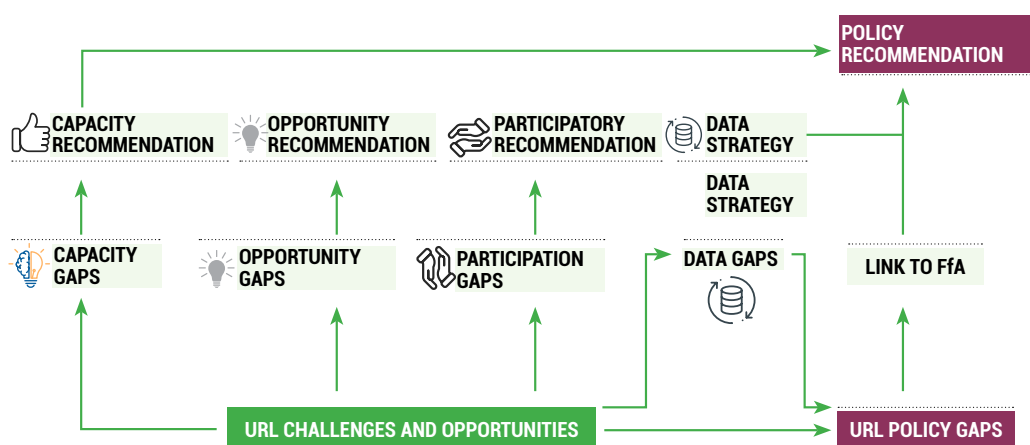 POLICY
RECOMMENDATION
CAPACITY
RECOMMENDATION
OPPORTUNITY
RECOMMENDATION
PARTICIPATORY
RECOMMENDATION
DATA
STRATEGY
DATA
STRATEGY
CAPACITY
GAPS
OPPORTUNITY
GAPS
PARTICIPATION
GAPS
DATA GAPS
LINK TO FfA
URL CHALLENGES AND OPPORTUNITIES
URL POLICY GAPS